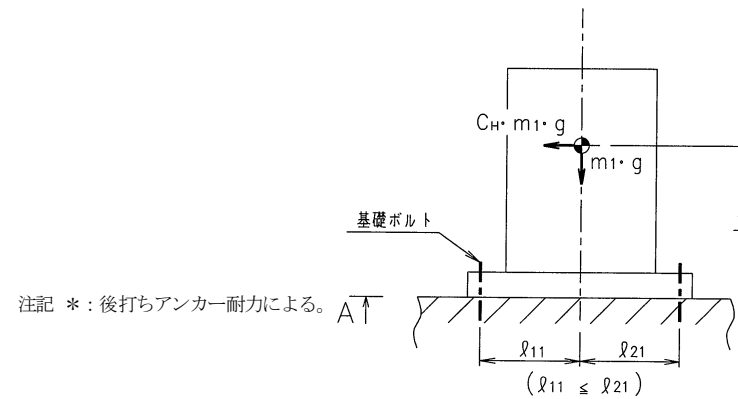 CH・m1・g
m1・g
基礎ボルト
注記 *:後打ちアンカー耐力による。
A
ℓ11 ℓ21
(ℓ11 ≦ ℓ21)